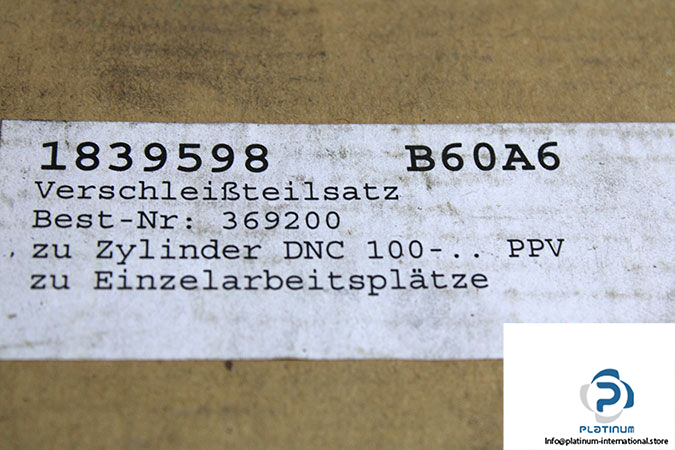 1839598 B60A6
Verschleißteilsatz
Best-Nr: 369200
zu Zylinder DNC 100-.. PPV
zu Einzelarbeitsplätze
PLATINUM
Info@platinum-international.store